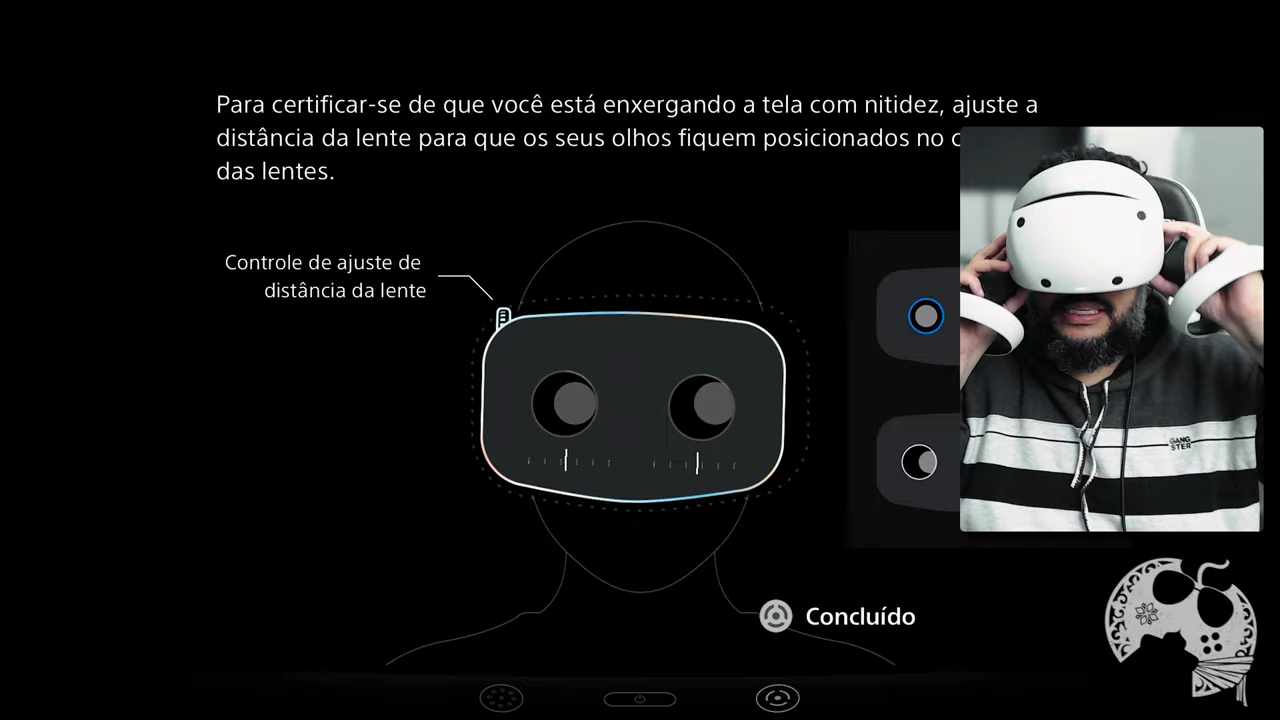 Para certificar-se de que você está enxergando a tela com nitidez, ajuste a
distância da lente para que os seus olhos fiquem posicionados no
das lentes.
Controle de ajuste de
distância da lente
GANG
STER
Concluído